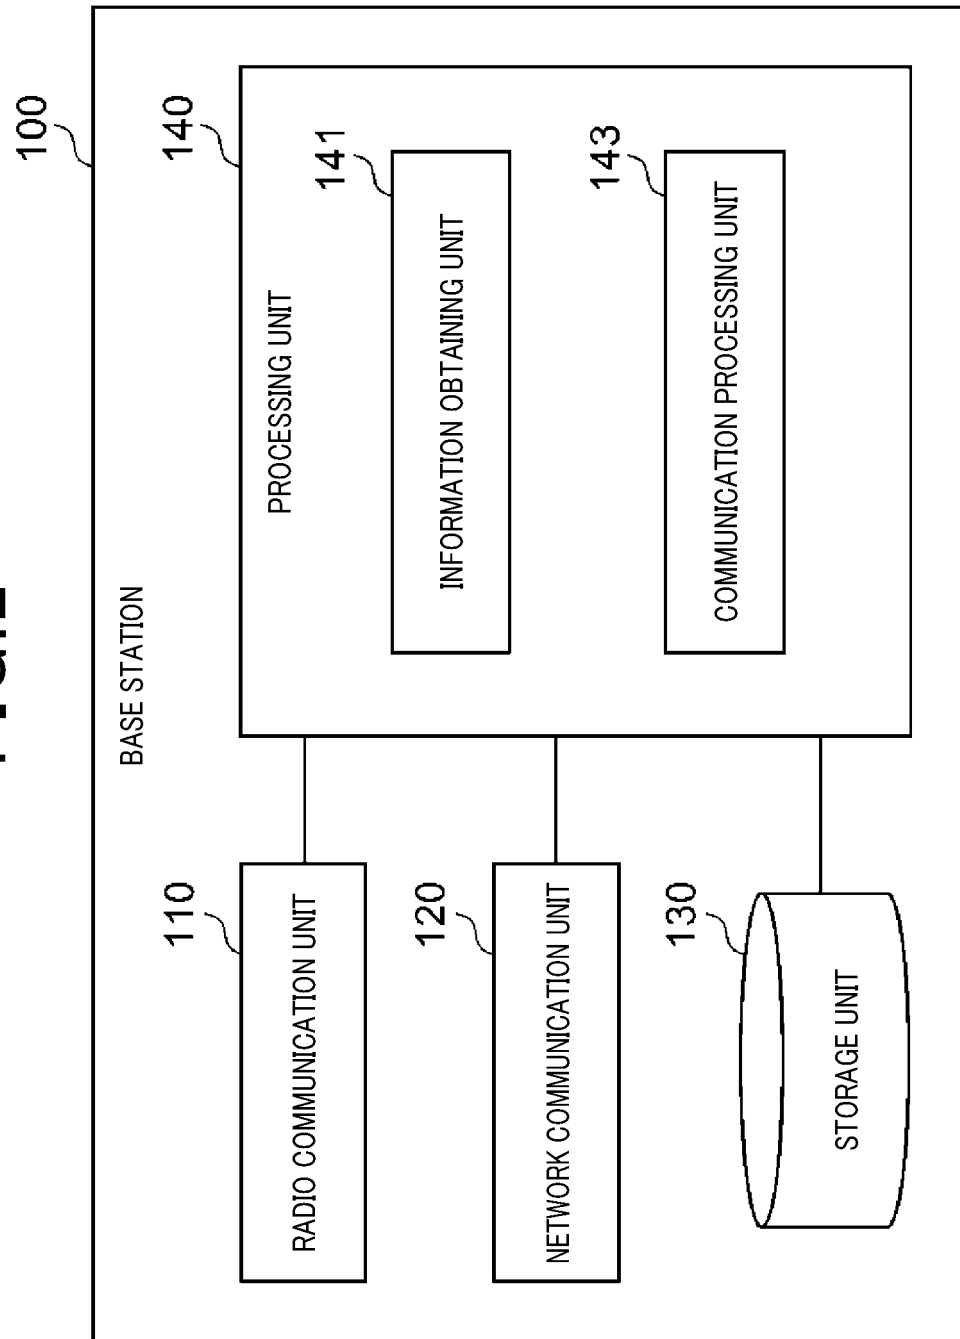 100
BASE STATION
110
RADIO COMMUNICATION UNIT
120
NETWORK COMMUNICATION UNIT
130
STORAGE UNIT
140
PROCESSING UNIT
141
INFORMATION OBTAINING UNIT
143
COMMUNICATION PROCESSING UNIT